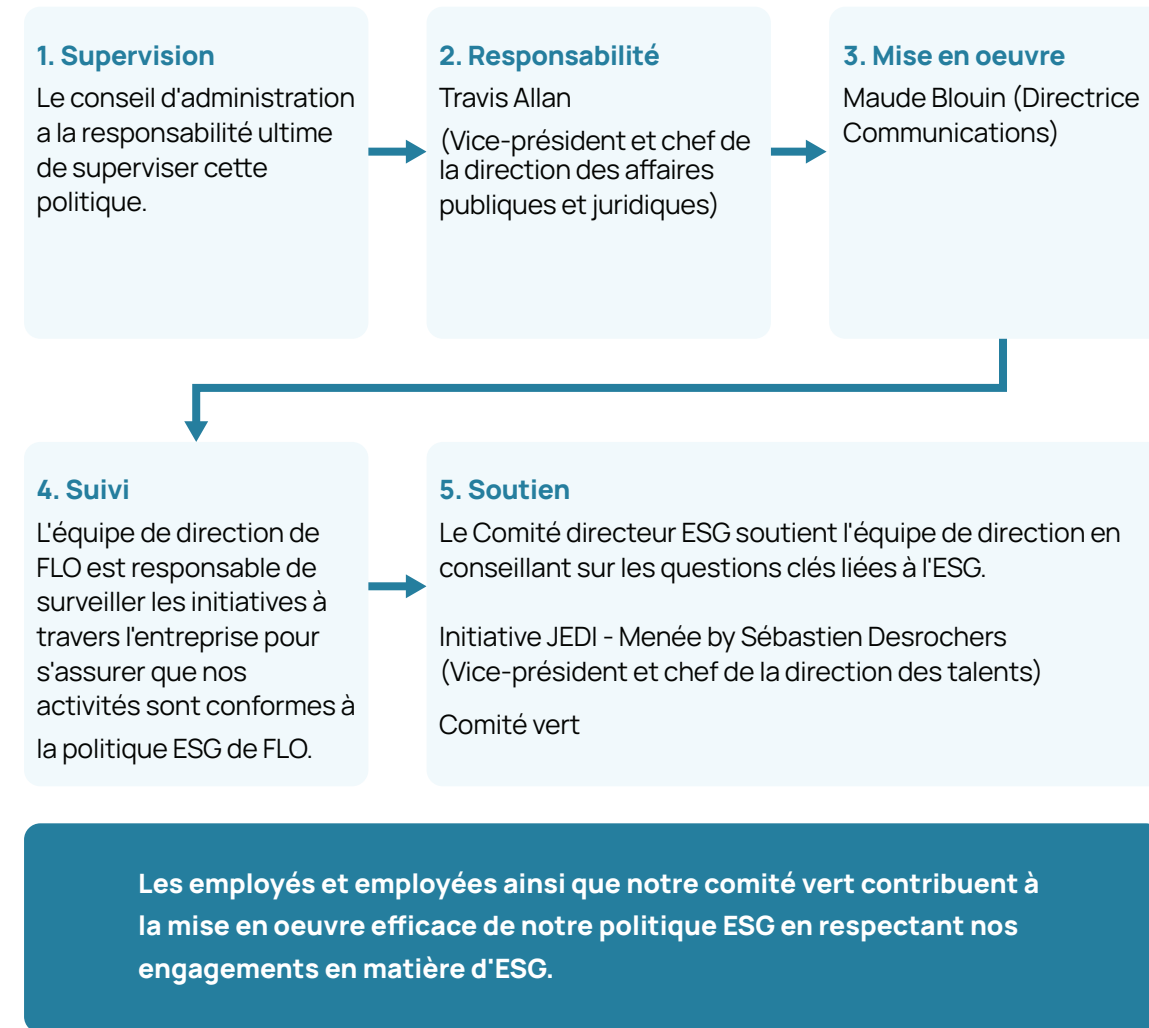 1. Supervision
Le conseil d'administration
a la responsabilité ultime
de superviser cette
politique.
2. Responsabilité
Travis Allan
(Vice-président et chef de
la direction des affaires
publiques et juridiques)
3. Mise en oeuvre
Maude Blouin (Directrice
Communications)
4. Suivi
L'équipe de direction de
FLO est responsable de
surveiller les initiatives à
travers l'entreprise pour
s'assurer que nos
activités sont conformes à
la politique ESG de FLO.
5. Soutien
Le Comité directeur ESG soutient l'équipe de direction en
conseillant sur les questions clés liées à l'ESG.
Initiative JEDI - Menée by Sébastien Desrochers
(Vice-président et chef de la direction des talents)
Comité vert
Les employés et employées ainsi que notre comité vert contribuent à
la mise en oeuvre efficace de notre politique ESG en respectant nos
engagements en matière d'ESG.